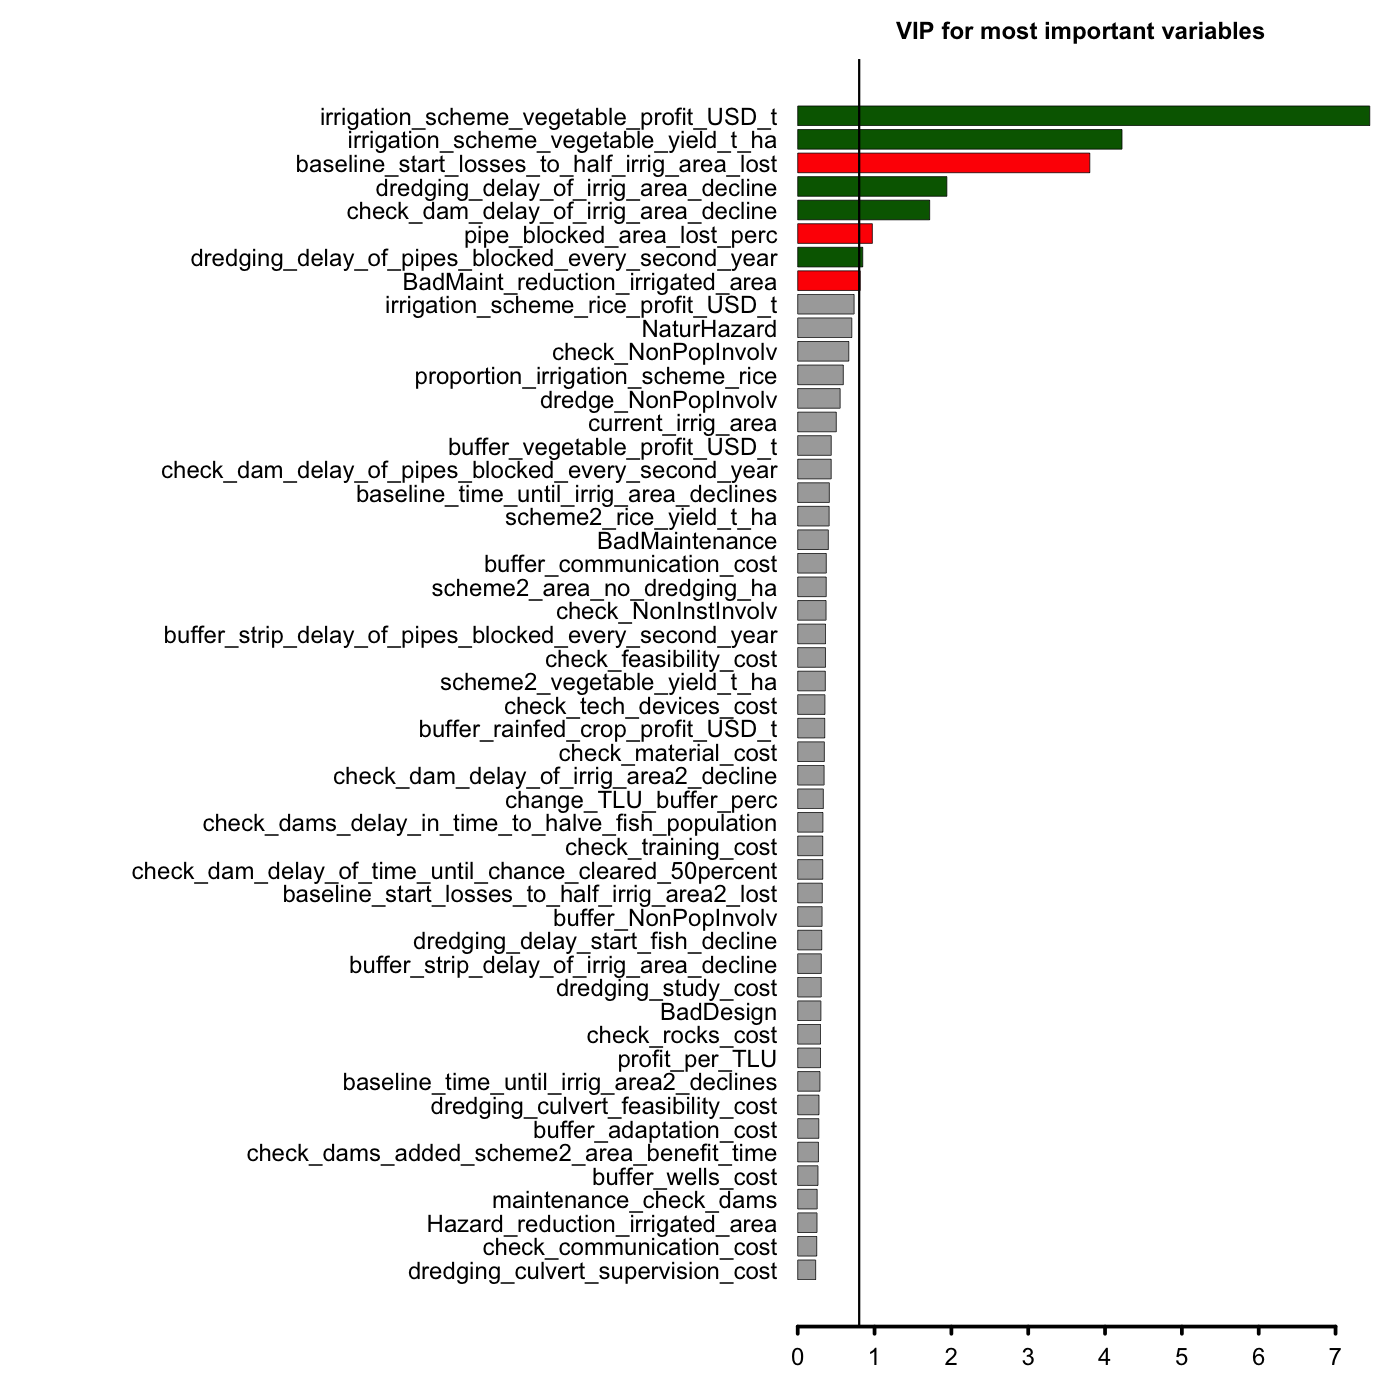 VIP for most important variables
irrigation_scheme_vegetable_profit_USD_t
irrigation_scheme_vegetable_yield_t_ha
baseline_start_losses_to_half_irrig_area_lost
dredging_delay_of_irrig_area_decline
check_dam_delay_of_irrig_area_decline
pipe_blocked_area_lost_perc
dredging_delay_of_pipes_blocked_every_second_year
BadMaint_reduction_irrigated_area
irrigation_scheme_rice_profit_USD_t
NaturHazard
check_NonPopInvolv
proportion_irrigation_scheme_rice
dredge_NonPopInvolv
current_irrig_area
buffer_vegetable_profit_USD_t
check_dam_delay_of_pipes_blocked_every_second_year
baseline_time_until_irrig_area_declines
scheme2_rice_yield_t_ha
BadMaintenance
buffer_communication_cost
scheme2_area_no_dredging_ha
check_NonInstInvolv
buffer_strip_delay_of_pipes_blocked_every_second_year
check_feasibility_cost
scheme2_vegetable_yield_t_ha
check_tech_devices_cost
buffer_rainfed_crop_profit_USD_t
check_material_cost
check_dam_delay_of_irrig_area2_decline
change_TLU_buffer_perc
check_dams_delay_in_time_to_halve_fish_population
check_training_cost
check_dam_delay_of_time_until_chance_cleared_50percent
baseline_start_losses_to_half_irrig_area2_lost
buffer_NonPopInvolv
dredging_delay_start_fish_decline
buffer_strip_delay_of_irrig_area_decline
dredging_study_cost
BadDesign
check_rocks_cost
profit_per_TLU
baseline_time_until_irrig_area2_declines
dredging_culvert_feasibility_cost
buffer_adaptation_cost
check_dams_added_scheme2_area_benefit_time
buffer_wells_cost
maintenance_check_dams
Hazard_reduction_irrigated_area
check_communication_cost
dredging_culvert_supervision_cost
0 1 2 3 4 5 6 7